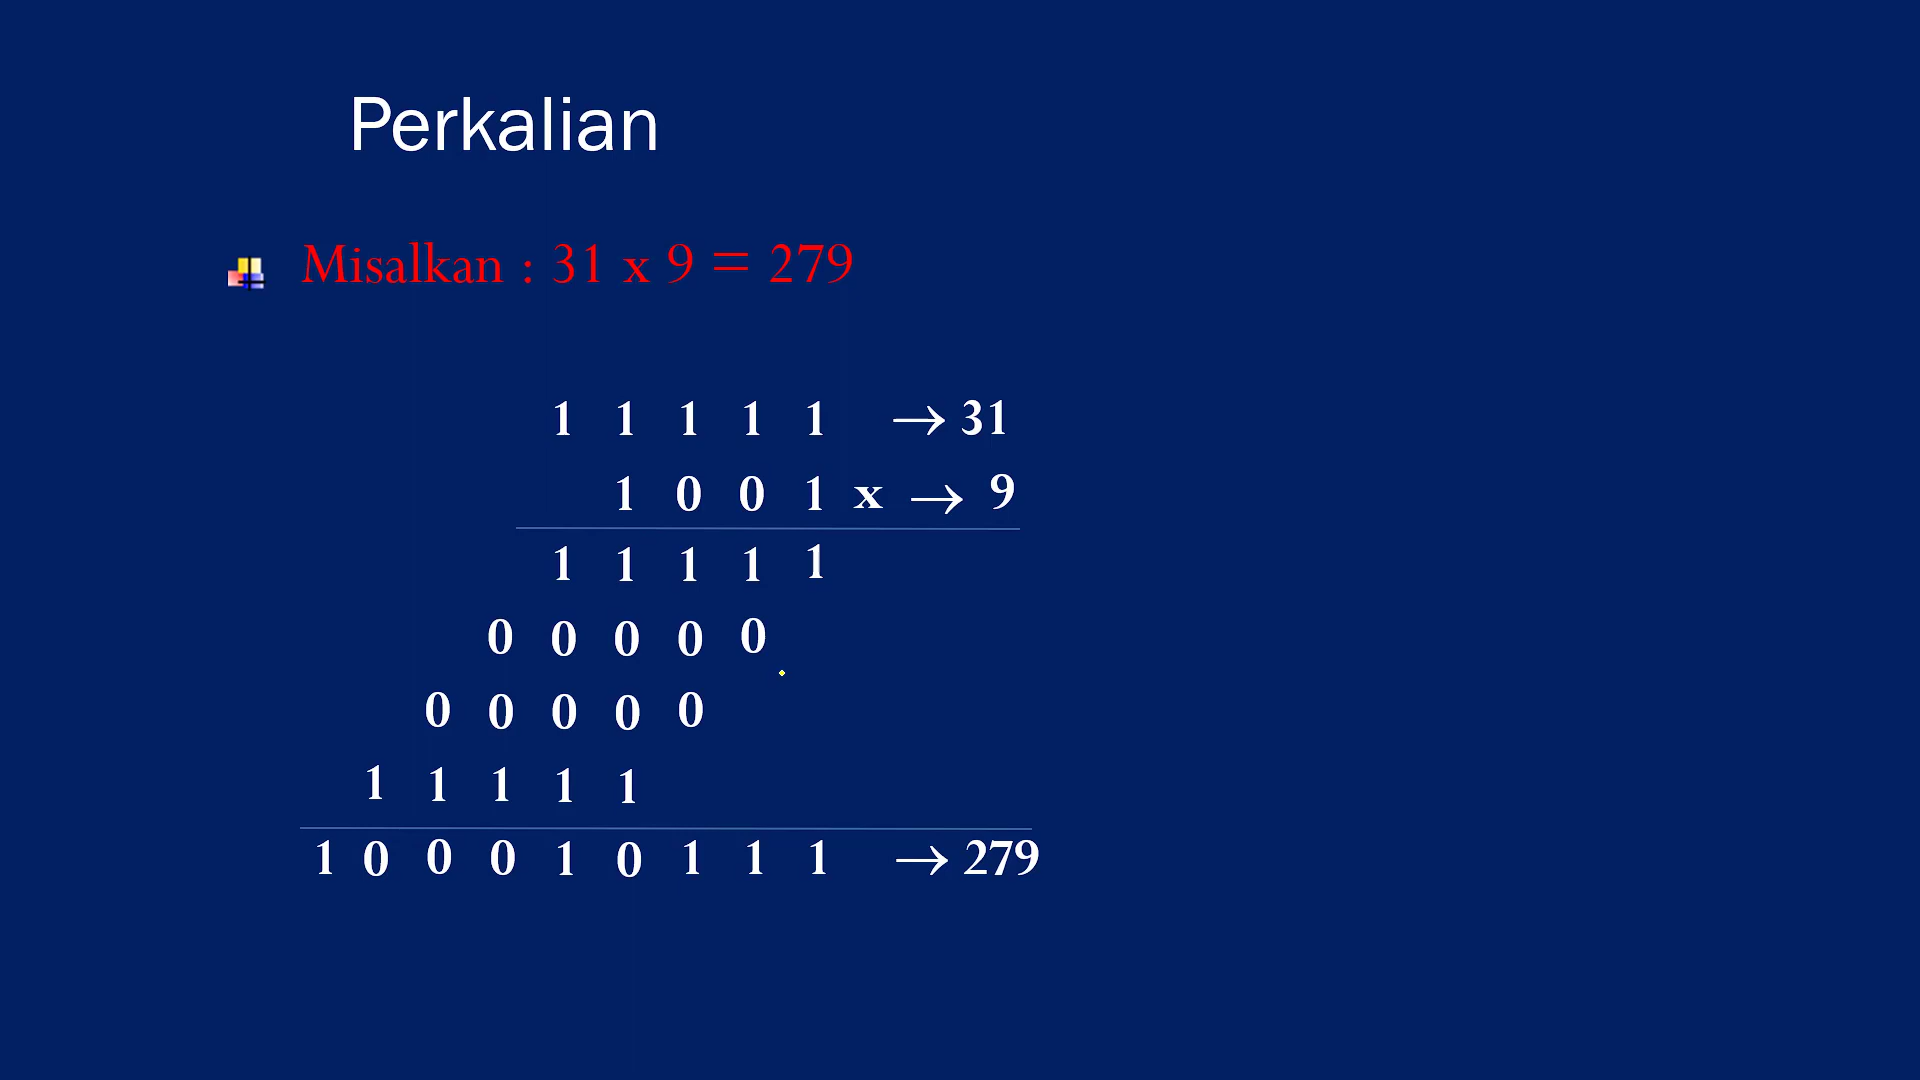 Perkalian
Misalkan : 31 x 9 = 279
1 1 1 1 1 → 31
1 0 0 1 x → 9
1 1 1 1 1
0 0 0 0 0
0 0 0 0 0
1 1 1 1 1
1 0 0 0 1 0 1 1 1 → 279